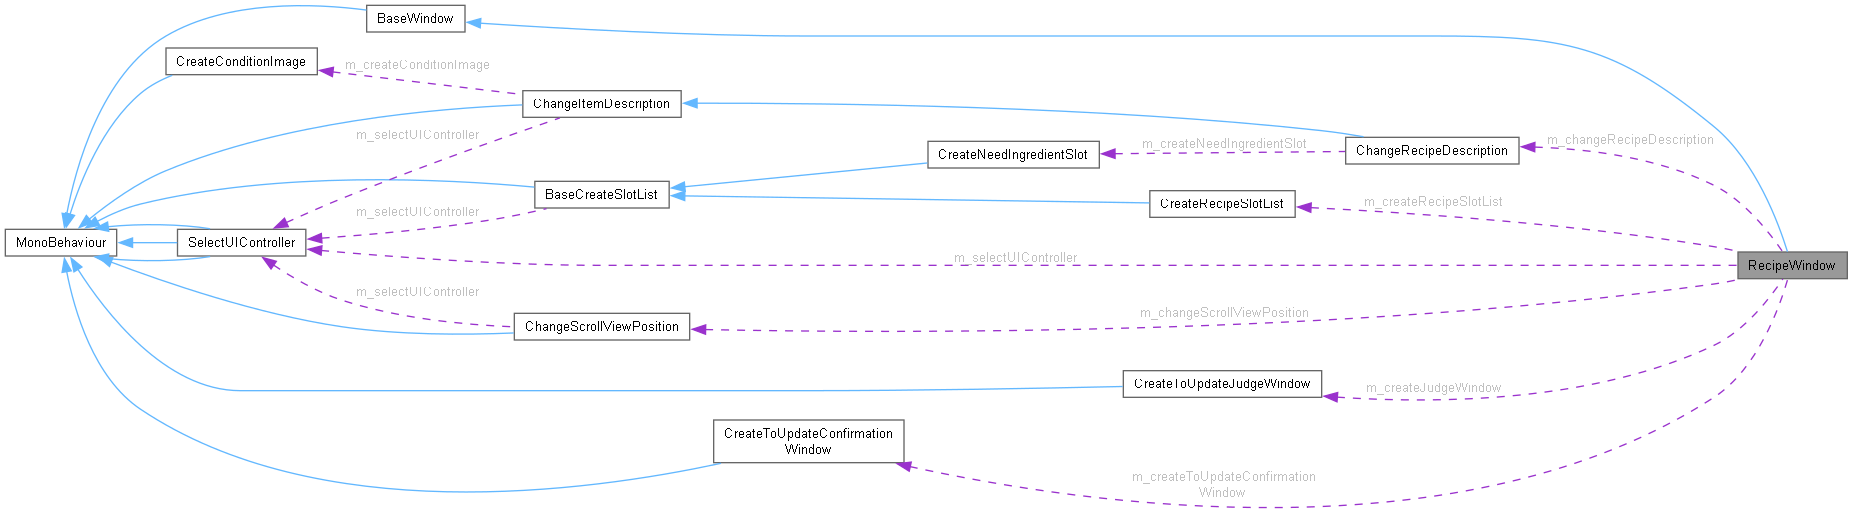 BaseWindow
CreateConditionImage
m_createConditionImage
ChangeItemDescription
m_selectUIController
m_changeRecipeDescription
m_createNeedIngredientSlot
ChangeRecipeDescription
CreateNeedIngredientSlot
BaseCreateSlotList
m_createRecipeSlotList
CreateRecipeSlotList
m_selectUIController
MonoBehaviour
SelectUIController
m_selectUIController
RecipeWindow
m_selectUIController
m_changeScrollViewPosition
ChangeScrollViewPosition
CreateToUpdateJudgeWindow
m_createJudgeWindow
CreateToUpdateConfirmation
Window
m_createToUpdateConfirmation
Window